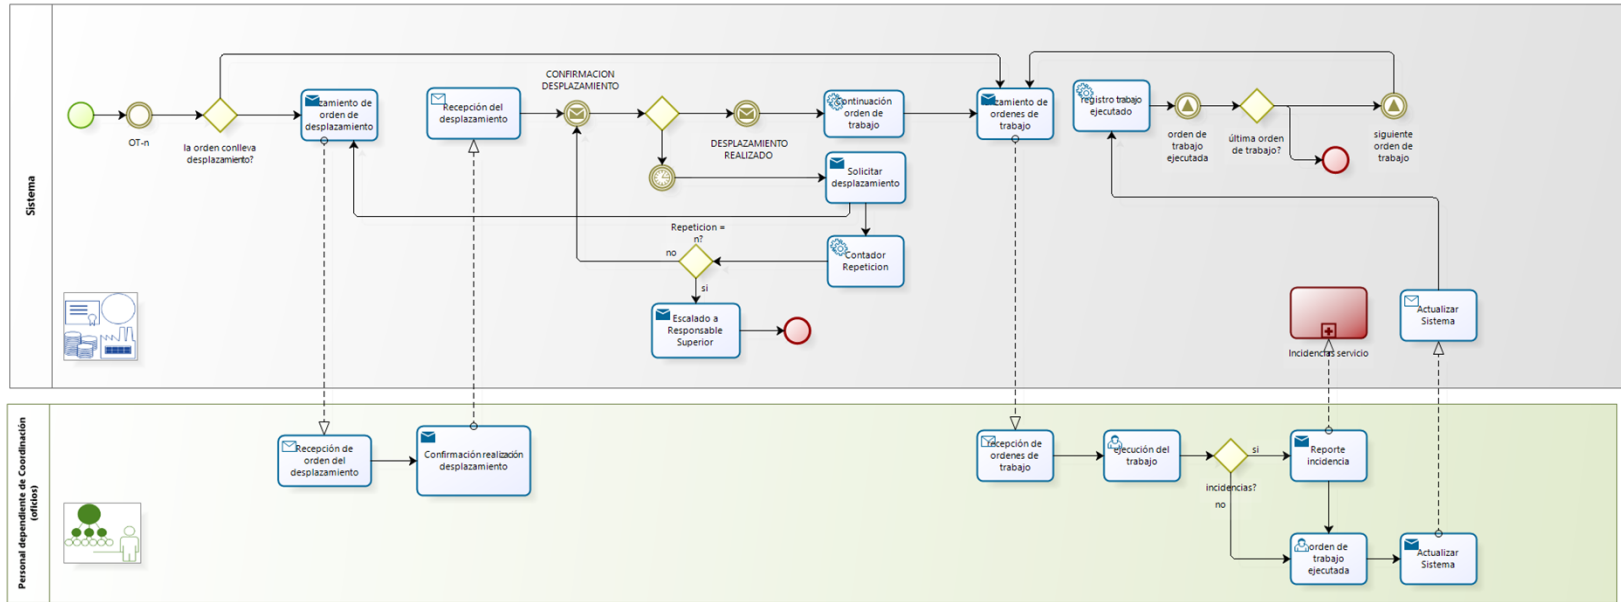 Sistema
OT-n
la orden conlleva
desplazamiento?
zamiento de
orden de
desplazamiento
Recepción del
desplazamiento
CONFIRMACION
DESPLAZAMIENTO
DESPLAZAMIENTO
REALIZADO
Continuación
orden de
trabajo
Solicitar
desplazamiento
Contador
Repeticion
Repeticion =
n?
no
si
Escalado a
Responsable
Superior
zamiento de
ordenes de
trabajo
registro trabajo
ejecutado
orden de
trabajo
ejecutada
última orden
de trabajo?
siguiente
orden de
trabajo
Incidencias servicio
Actualizar
Sistema
Personal dependiente de Coordinación
(oficios)
Recepción de
orden del
desplazamiento
Confirmación realización
desplazamiento
recepción de
ordenes de
trabajo
ejecución del
trabajo
incidencias?
si
no
Reporte
incidencia
orden de
trabajo
ejecutada
Actualizar
Sistema